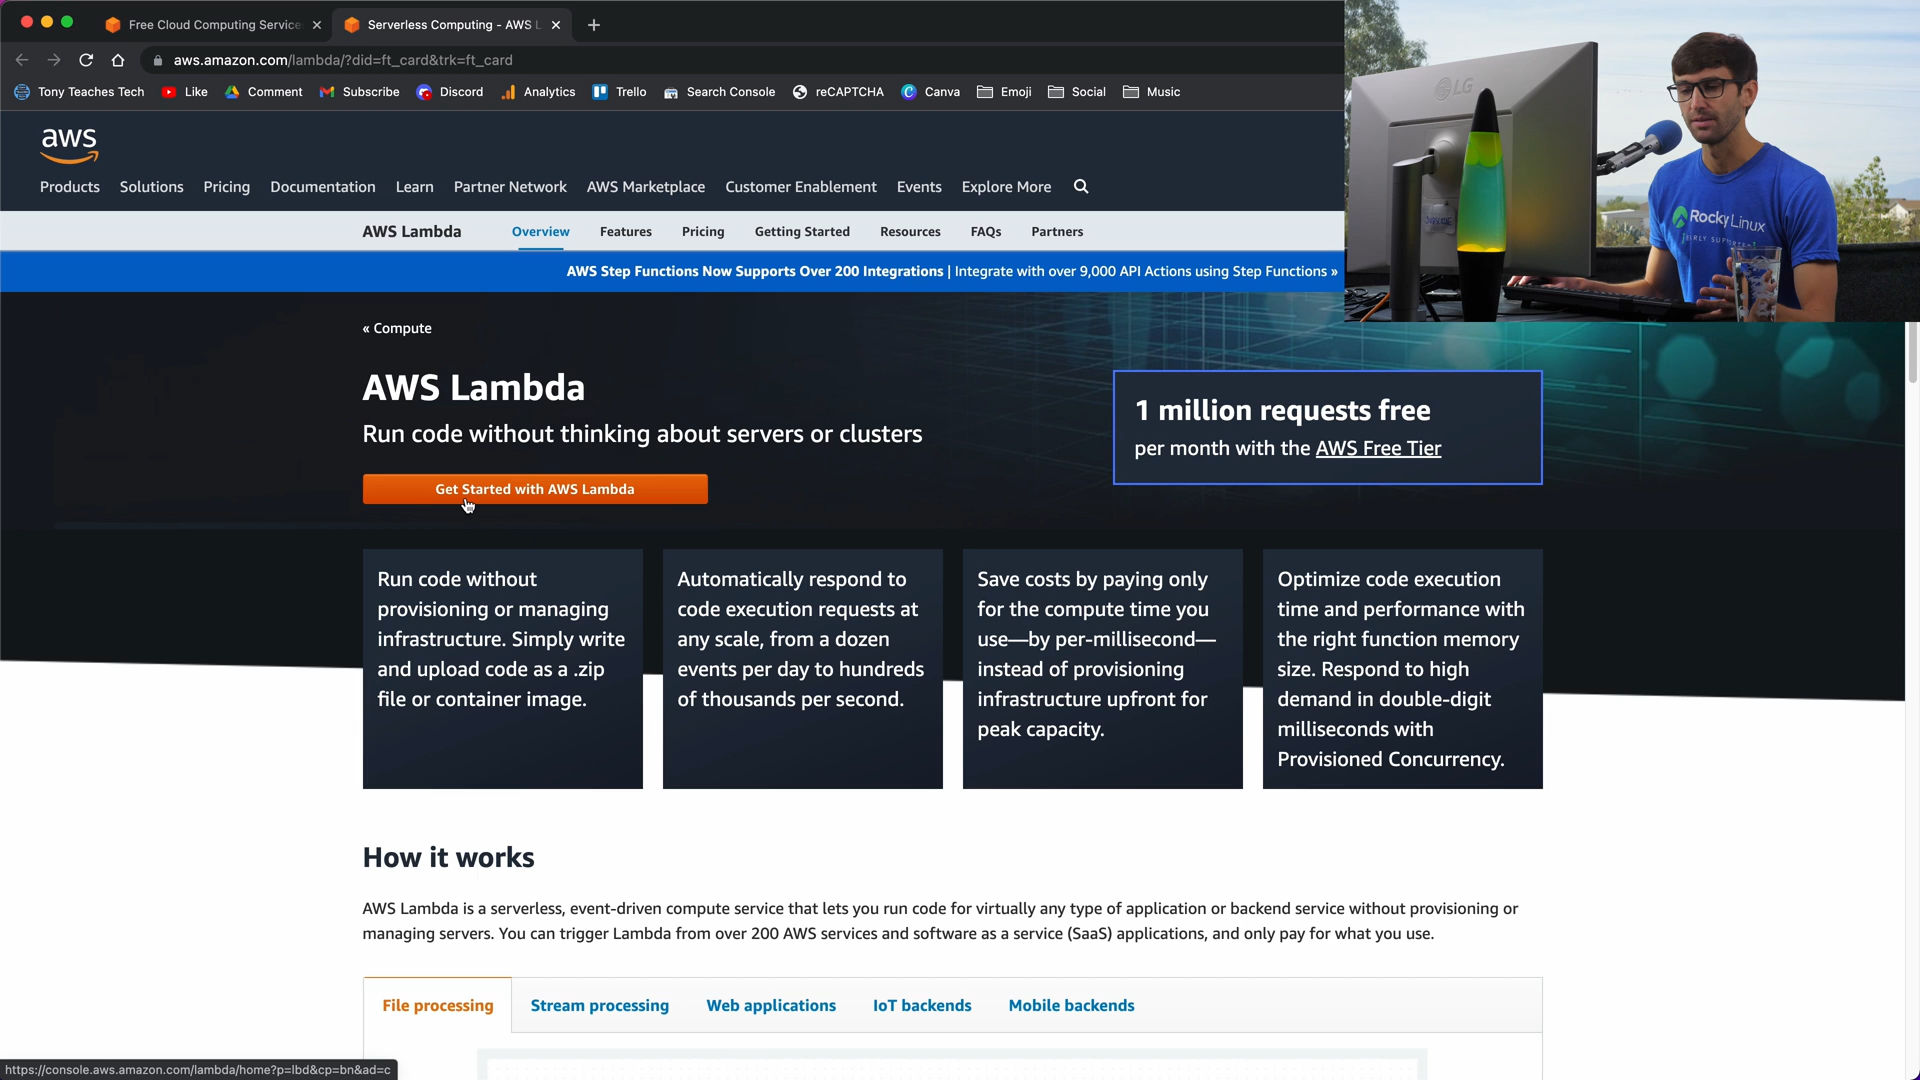 Free Cloud Computing Service
Serverless Computing - AWS L
aws.amazon.com/lambda/?did=ft_card&trk=ft_card
Tony Teaches Tech
Like
Comment
Subscribe
Discord
Analytics
Trello
Search Console
reCAPTCHA
Canva
Emoji
Social
Music
LG
Rocky Linux
aws
Products
Solutions
Pricing
Documentation
Learn
Partner Network
AWS Marketplace
Customer Enablement
Events
Explore More
AWS Lambda
Overview
Features
Pricing
Getting Started
Resources
FAQs
Partners
AWS Step Functions Now Supports Over 200 Integrations | Integrate with over 9,000 API Actions using Step Functions »
« Compute
AWS Lambda
Run code without thinking about servers or clusters
Get Started with AWS Lambda
1 million requests free
per month with the AWS Free Tier
Run code without
provisioning or managing
infrastructure. Simply write
and upload code as a .zip
file or container image.
Automatically respond to
code execution requests at
any scale, from a dozen
events per day to hundreds
of thousands per second.
Save costs by paying only
for the compute time you
use—by per-millisecond—
instead of provisioning
infrastructure upfront for
peak capacity.
Optimize code execution
time and performance with
the right function memory
size. Respond to high
demand in double-digit
milliseconds with
Provisioned Concurrency.
How it works
AWS Lambda is a serverless, event-driven compute service that lets you run code for virtually any type of application or backend service without provisioning or
managing servers. You can trigger Lambda from over 200 AWS services and software as a service (SaaS) applications, and only pay for what you use.
File processing
Stream processing
Web applications
IoT backends
Mobile backends
https://console.aws.amazon.com/lambda/home?p=lbd&cp=bn&ad=c